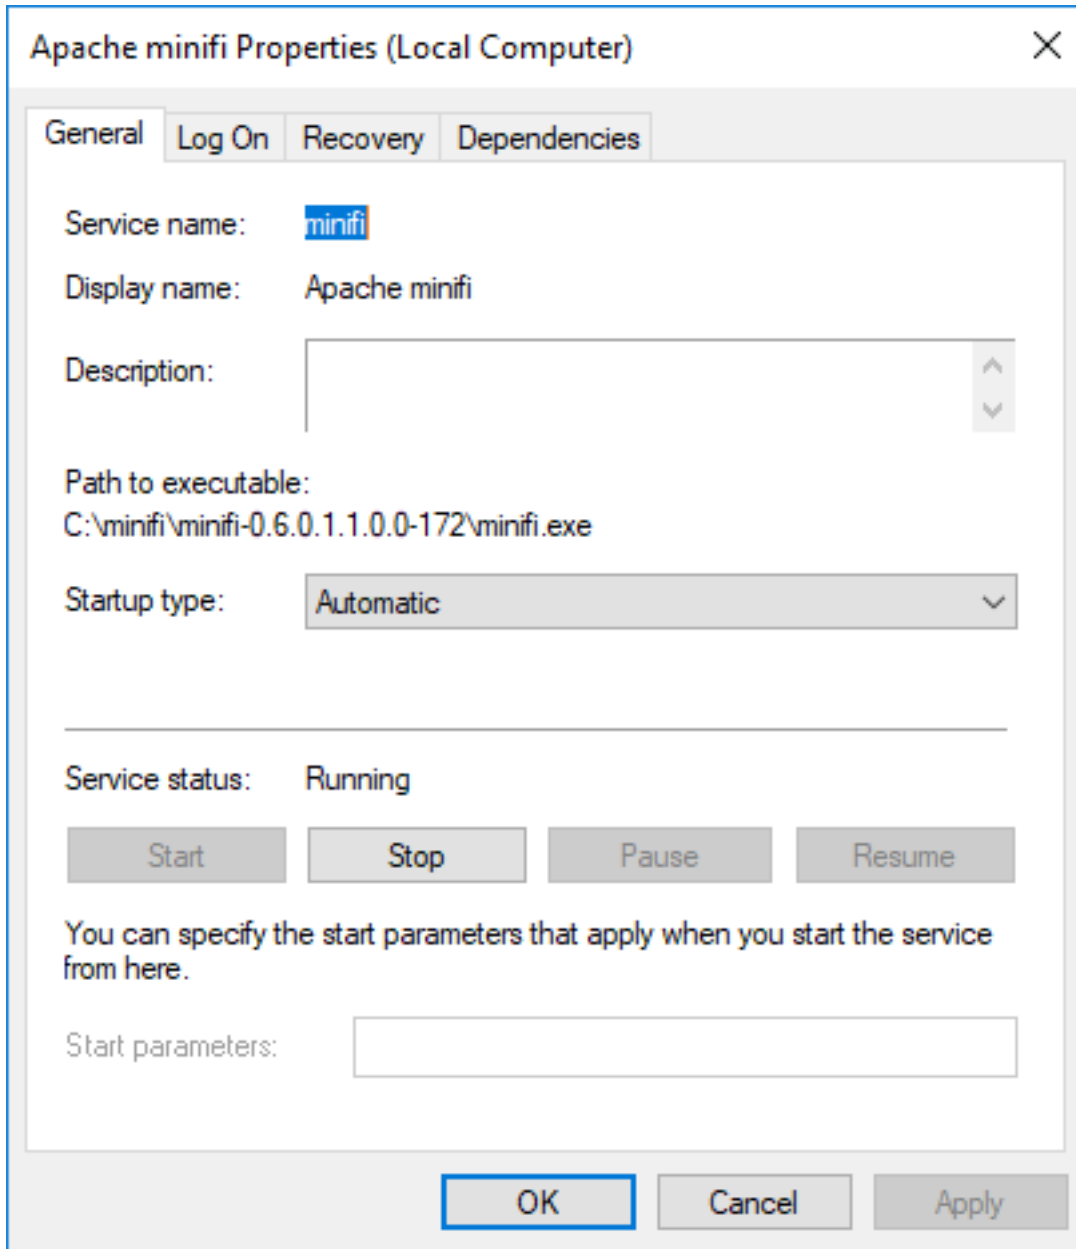 Apache minifi Properties (Local Computer)
General Log On Recovery Dependencies
Service name: minifi
Display name: Apache minifi
Description:
Path to executable:
C:\minifi\minifi-0.6.0.1.1.0.0-172\minifi.exe
Startup type: Automatic
Service status: Running
Start Stop Pause Resume
You can specify the start parameters that apply when you start the service
from here.
Start parameters:
OK Cancel Apply